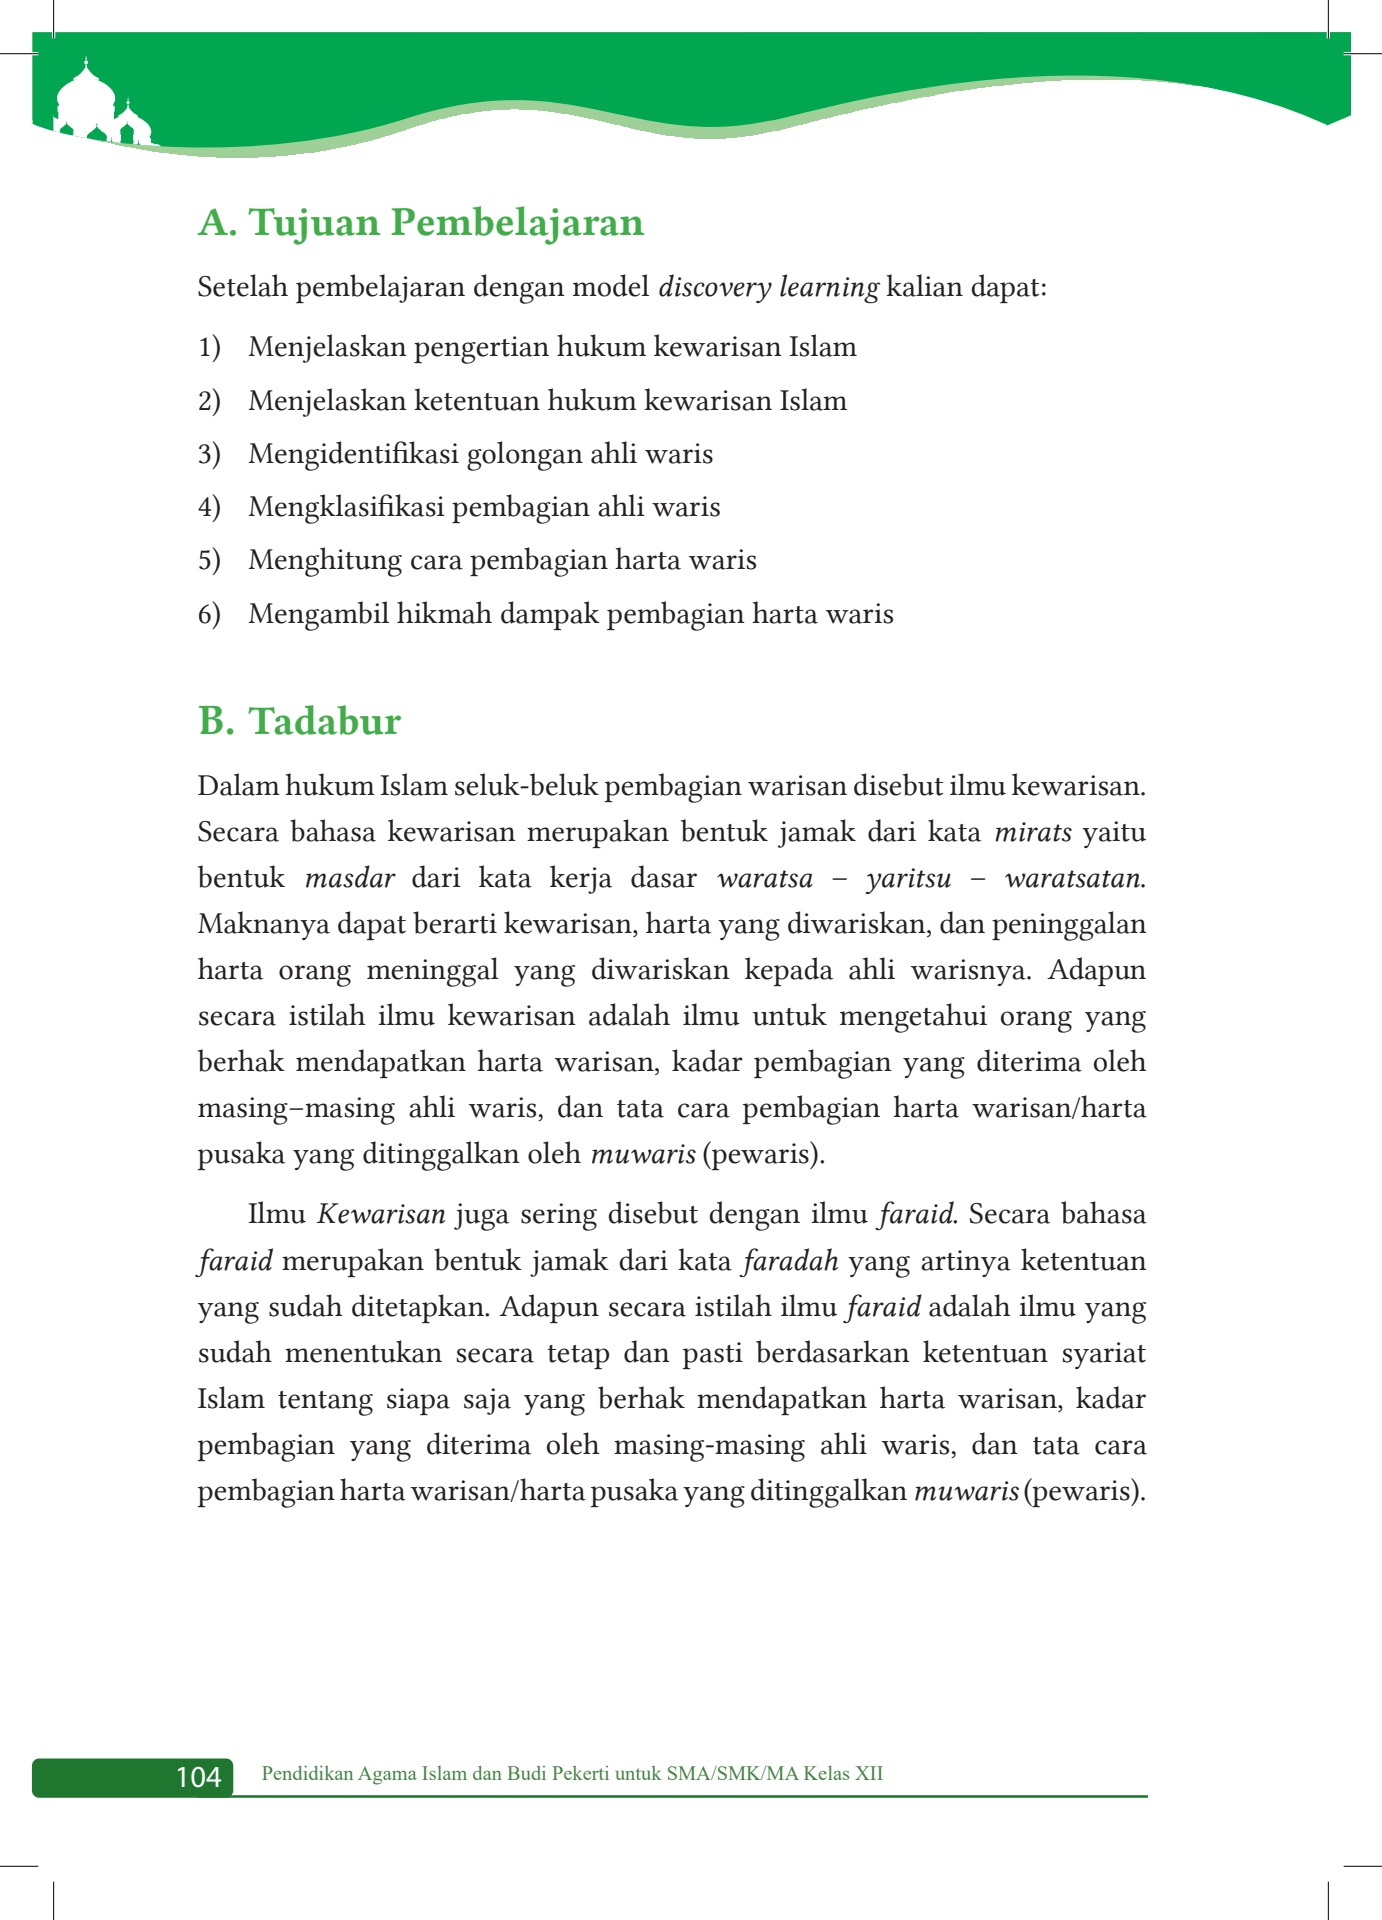 A. Tujuan Pembelajaran
Setelah pembelajaran dengan model discovery learning kalian dapat:
1) Menjelaskan pengertian hukum kewarisan Islam
2) Menjelaskan ketentuan hukum kewarisan Islam
3) Mengidentifikasi golongan ahli waris
4) Mengklasifikasi pembagian ahli waris
5) Menghitung cara pembagian harta waris
6) Mengambil hikmah dampak pembagian harta waris
B. Tadabur
Dalam hukum Islam seluk-beluk pembagian warisan disebut ilmu kewarisan.
Secara bahasa kewarisan merupakan bentuk jamak dari kata mirats yaitu
bentuk masdar dari kata kerja dasar waratsa – yaritsu – waratsatan.
Maknanya dapat berarti kewarisan, harta yang diwariskan, dan peninggalan
harta orang meninggal yang diwariskan kepada ahli warisnya. Adapun
secara istilah ilmu kewarisan adalah ilmu untuk mengetahui orang yang
berhak mendapatkan harta warisan, kadar pembagian yang diterima oleh
masing–masing ahli waris, dan tata cara pembagian harta warisan/harta
pusaka yang ditinggalkan oleh muwaris (pewaris).
Ilmu Kewarisan juga sering disebut dengan ilmu faraid. Secara bahasa
faraid merupakan bentuk jamak dari kata faradah yang artinya ketentuan
yang sudah ditetapkan. Adapun secara istilah ilmu faraid adalah ilmu yang
sudah menentukan secara tetap dan pasti berdasarkan ketentuan syariat
Islam tentang siapa saja yang berhak mendapatkan harta warisan, kadar
pembagian yang diterima oleh masing-masing ahli waris, dan tata cara
pembagian harta warisan/harta pusaka yang ditinggalkan muwaris (pewaris).
104 Pendidikan Agama Islam dan Budi Pekerti untuk SMA/SMK/MA Kelas XII